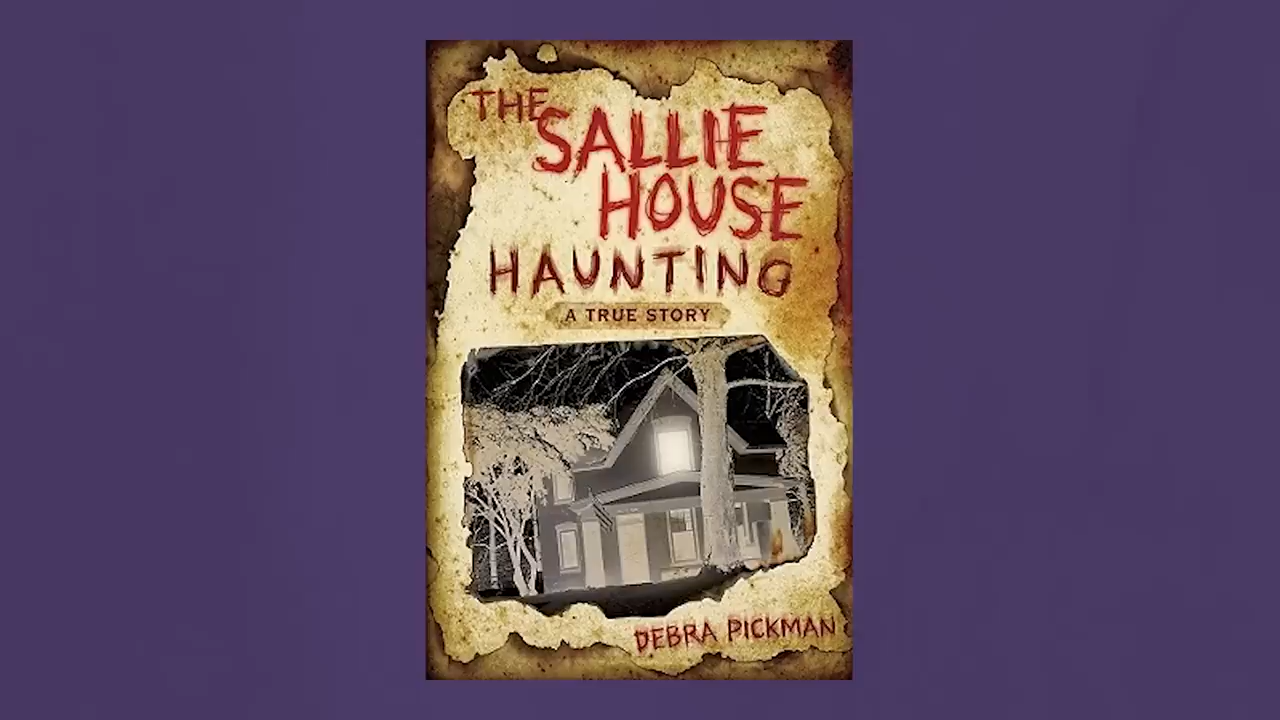 THE
SALLIE
HOUSE
HAUNTING
A TRUE STORY
DEBRA PICKMAN